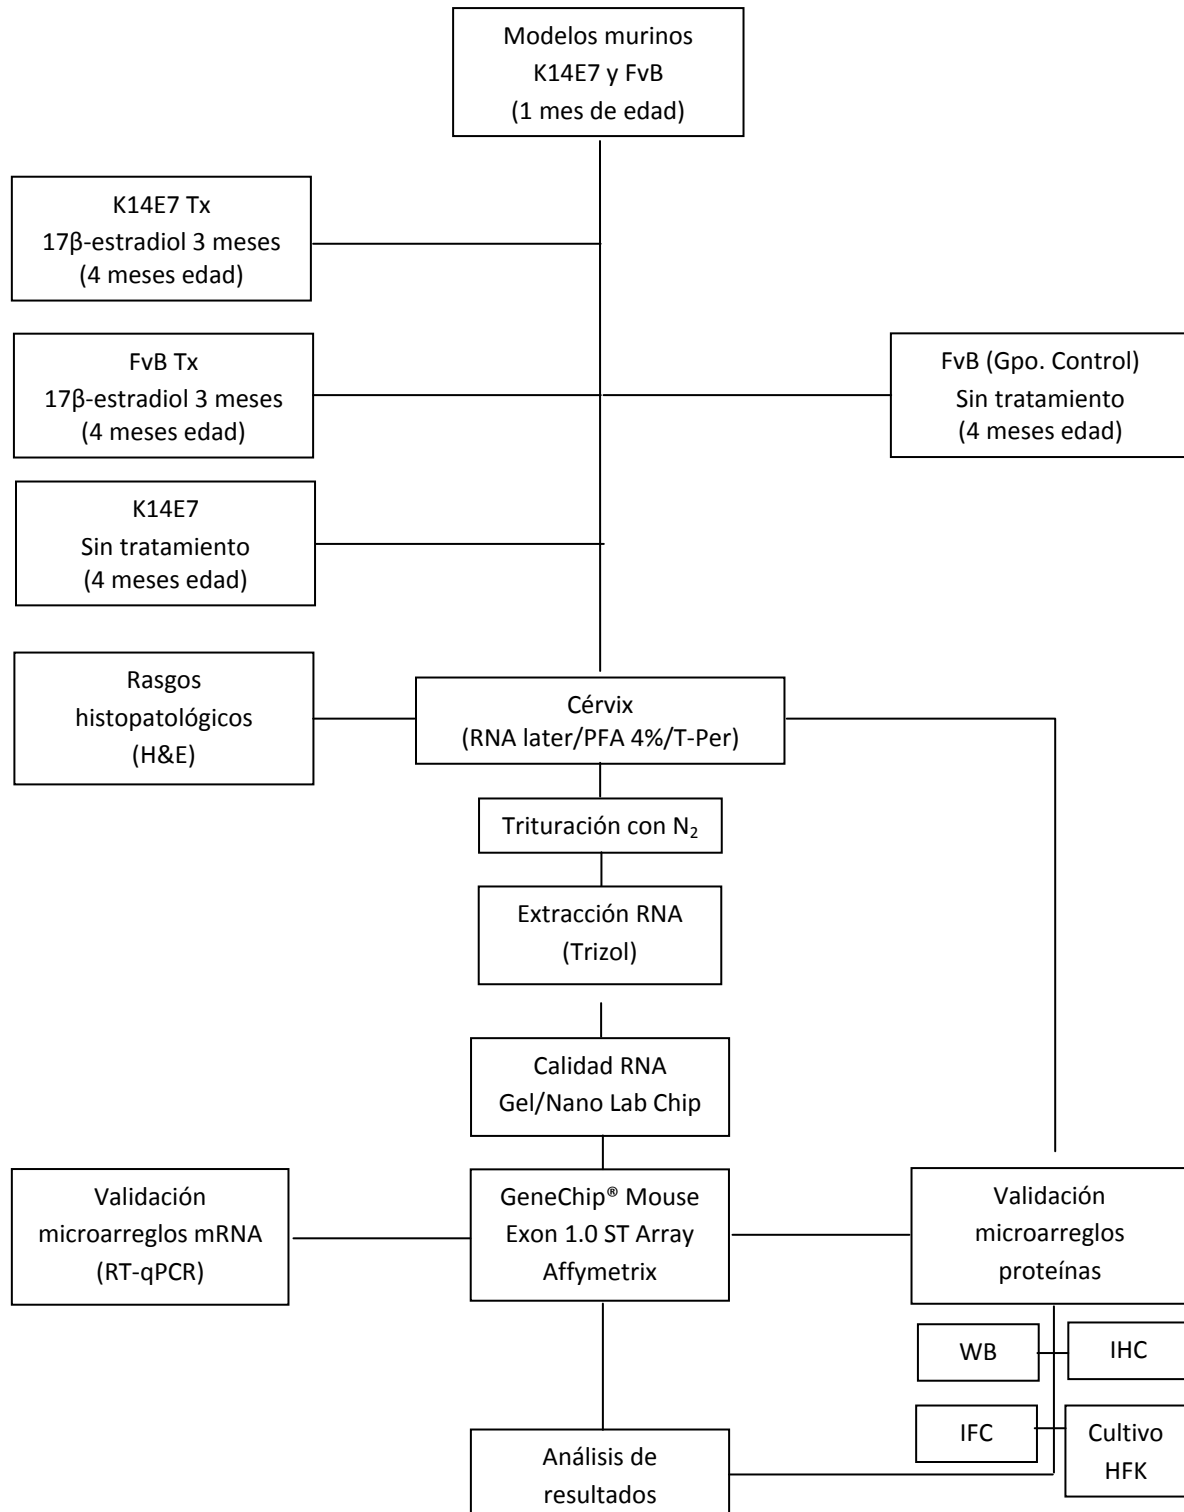 Modelos murinos
K14E7 y FvB
(1 mes de edad)
K14E7 Tx
17β-estradiol 3 meses
(4 meses edad)
FvB Tx
17β-estradiol 3 meses
(4 meses edad)
FvB (Gpo. Control)
Sin tratamiento
(4 meses edad)
K14E7
Sin tratamiento
(4 meses edad)
Rasgos
histopatológicos
(H&E)
Cérvix
(RNA later/PFA 4%/T-Per)
Trituración con N₂
Extracción RNA
(Trizol)
Calidad RNA
Gel/Nano Lab Chip
Validación
microarreglos mRNA
(RT-qPCR)
GeneChip® Mouse
Exon 1.0 ST Array
Affymetrix
Validación
microarreglos
proteínas
WB
IHC
IFC
Cultivo
HFK
Análisis de
resultados